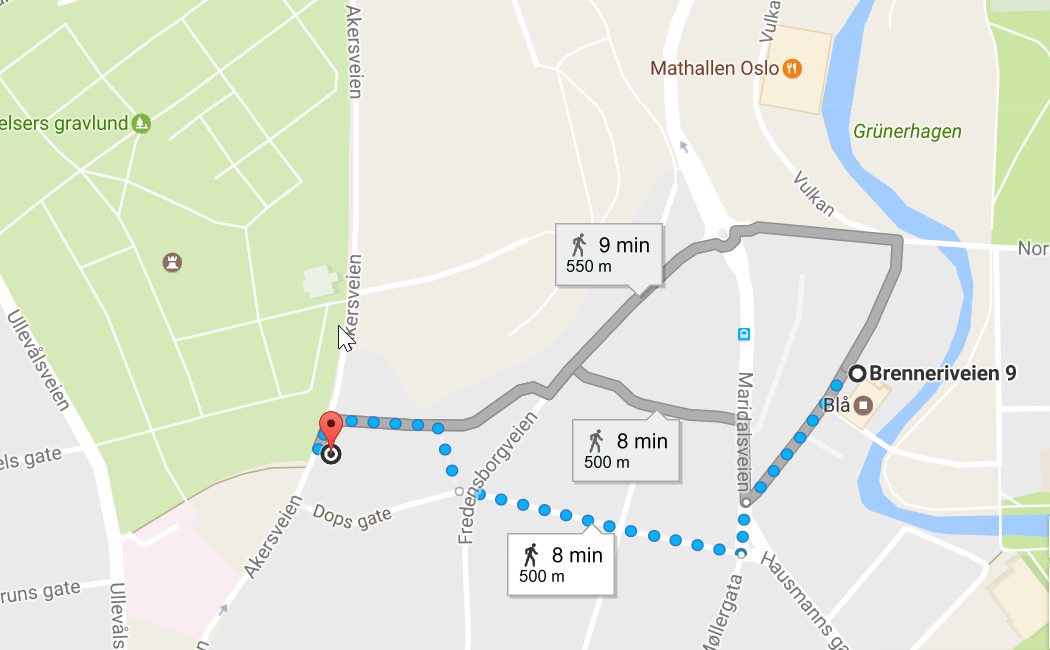 Akersveien
Vulka
Mathallen Oslo
elsers gravlund
Grünerhagen
Vulkan
9 min
550 m
Nor
Akersveien
Ullevålsveien
Brenneriveien 9
Maridalsveien
Blå
8 min
500 m
Fredensborgveien
els gate
Dops gate
Akersveien
8 min
500 m
Hausmanns ga
Møllergata
runs gate
Ullevåls
n